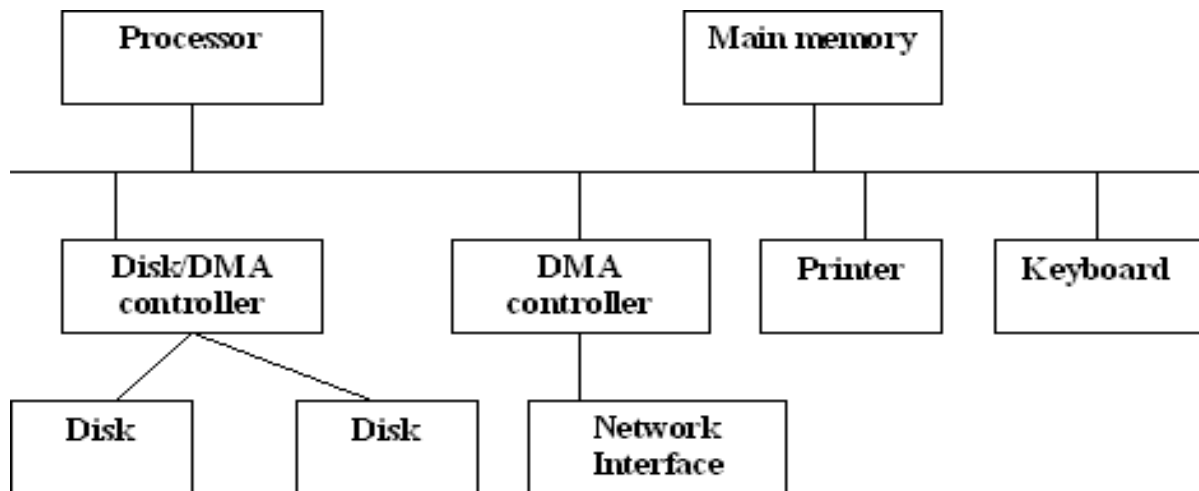 Processor
Main memory
Disk/DMA
controller
DMA
controller
Printer
Keyboard
Disk
Disk
Network
Interface